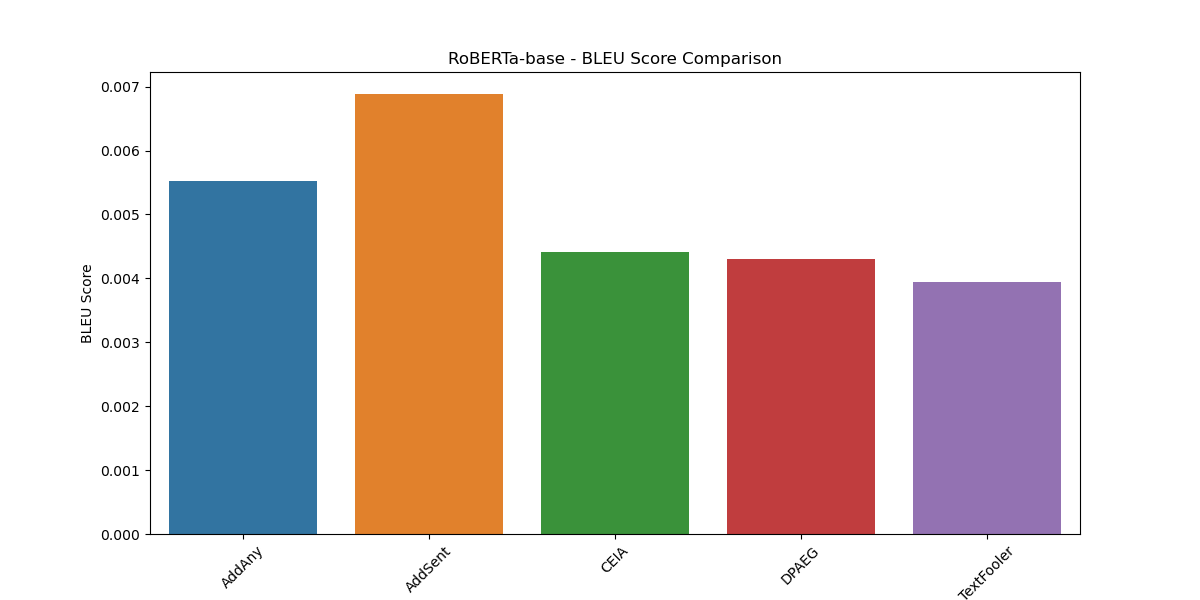 RoBERTa-base - BLEU Score Comparison
BLEU Score
0.007
0.006
0.005
0.004
0.003
0.002
0.001
0.000
AddAny
AddSent
CEIA
DPAEG
TextFooler